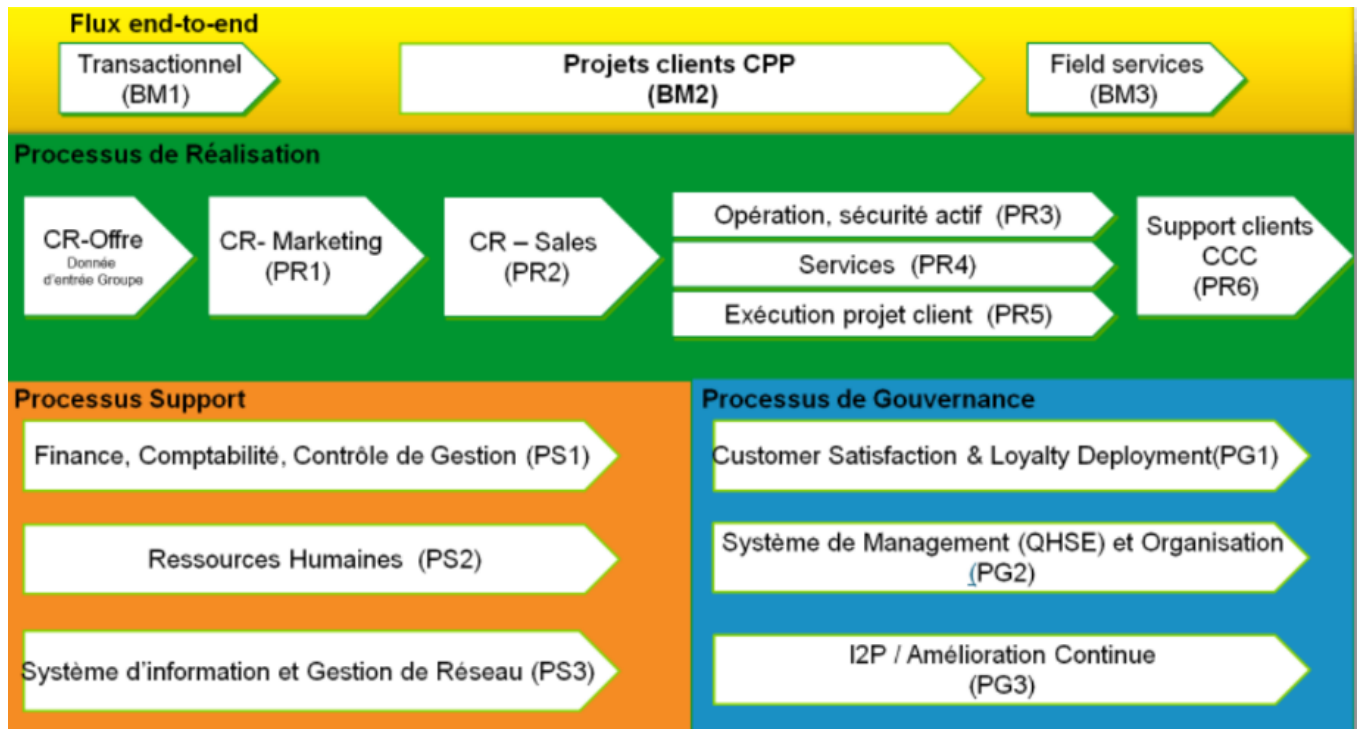 Flux end-to-end
Transactionnel
(BM1)
Projets clients CPP
(BM2)
Field services
(BM3)
Processus de Réalisation
CR-Offre
Donnée
d'entrée Groupe
CR- Marketing
(PR1)
CR – Sales
(PR2)
Opération, sécurité actif (PR3)
Services (PR4)
Exécution projet client (PR5)
Support clients
CCC
(PR6)
Processus Support
Finance, Comptabilité, Contrôle de Gestion (PS1)
Ressources Humaines (PS2)
Système d'information et Gestion de Réseau (PS3)
Processus de Gouvernance
Customer Satisfaction & Loyalty Deployment(PG1)
Système de Management (QHSE) et Organisation
(PG2)
I2P / Amélioration Continue
(PG3)